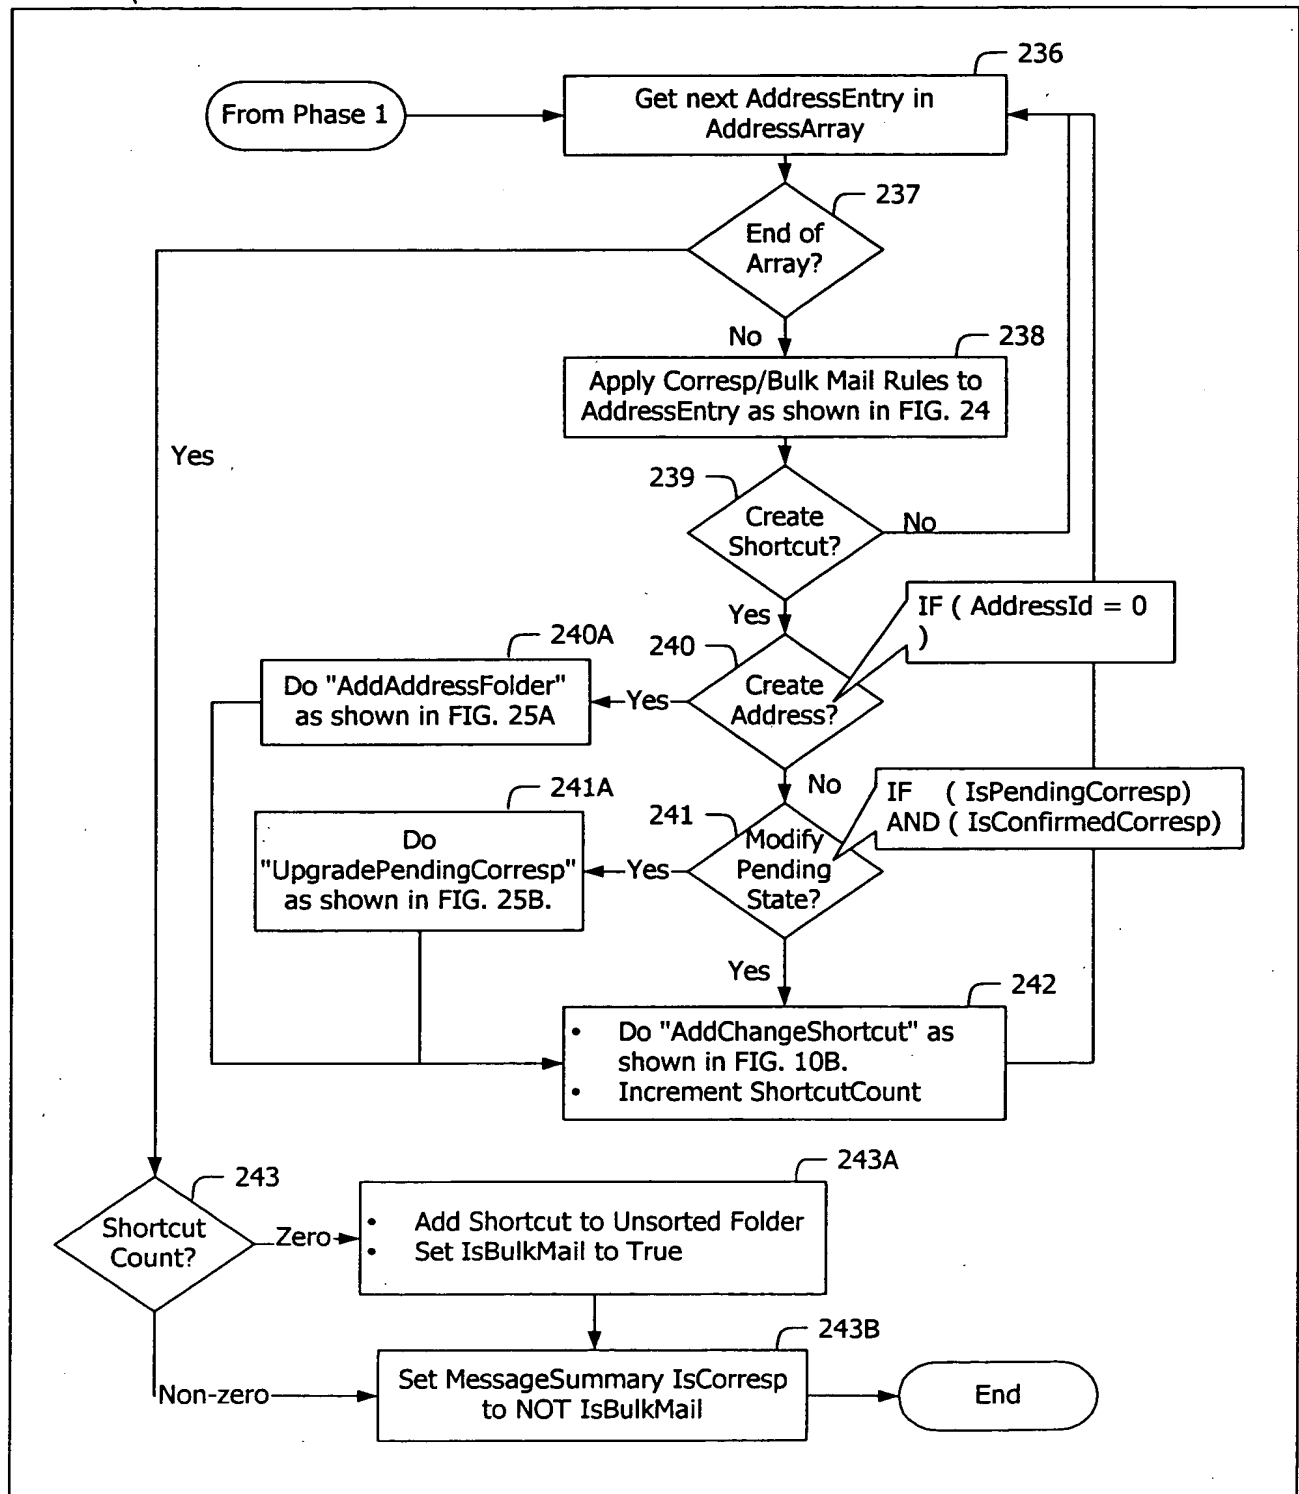 236
From Phase 1
Get next AddressEntry in
AddressArray
237
End of
Array?
No
238
Apply Corresp/Bulk Mail Rules to
AddressEntry as shown in FIG. 24
Yes
239
Create
Shortcut?
No
Yes
IF ( AddressId = 0
)
240A
240
Do "AddAddressFolder"
as shown in FIG. 25A
Yes
Create
Address?
No
241A
241
IF ( IsPendingCorresp)
AND ( IsConfirmedCorresp)
Do
"UpgradePendingCorresp"
as shown in FIG. 25B.
Yes
Modify
Pending
State?
Yes
242
• Do "AddChangeShortcut" as
shown in FIG. 10B.
• Increment ShortcutCount
243
243A
Shortcut
Count?
Zero
• Add Shortcut to Unsorted Folder
• Set IsBulkMail to True
243B
Non-zero
Set MessageSummary IsCorresp
to NOT IsBulkMail
End